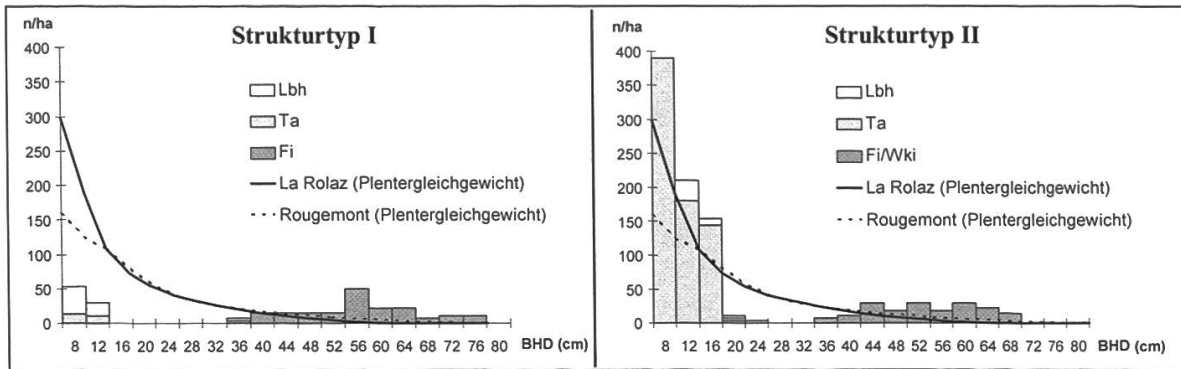 n/ha
Strukturtyp I
400
350
300
250
200
150
100
50
0
Lbh
Ta
Fi
La Rolaz (Plentergleichgewicht)
Rougemont (Plentergleichgewicht)
8 12 16 20 24 28 32 36 40 44 48 52 56 60 64 68 72 76 80 BHD (cm)
n/ha
Strukturtyp II
400
350
300
250
200
150
100
50
0
Lbh
Ta
Fi/Wki
La Rolaz (Plentergleichgewicht)
Rougemont (Plentergleichgewicht)
8 12 16 20 24 28 32 36 40 44 48 52 56 60 64 68 72 76 80 BHD (cm)